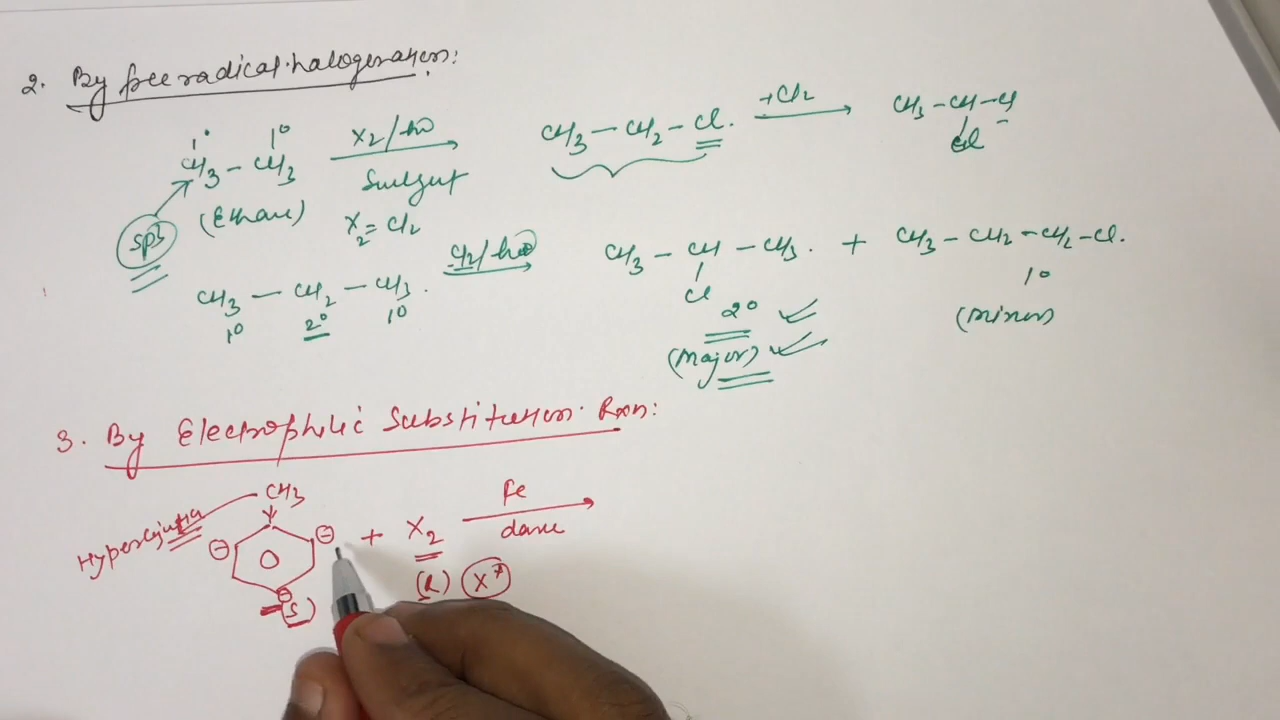 2. By free radical halogenation:
1° 1° X2/hν
CH3 - CH3 → CH3 - CH2 - Cl. +Cl2 → CH3 - CH - Cl
Sunlight Cl
(Ethane)
sp3 X2 = Cl2
CH3 - CH2 - CH3. Cl2/hν → CH3 - CH - CH3. + CH3 - CH2 - CH2 - Cl.
1° 2° 1° Cl 1°
2° (minor)
(Major)
3. By Electrophilic Substitution Rxn:
CH3 Fe
⊖ ⊖ + X2 →
⊖
(S) (R) X+